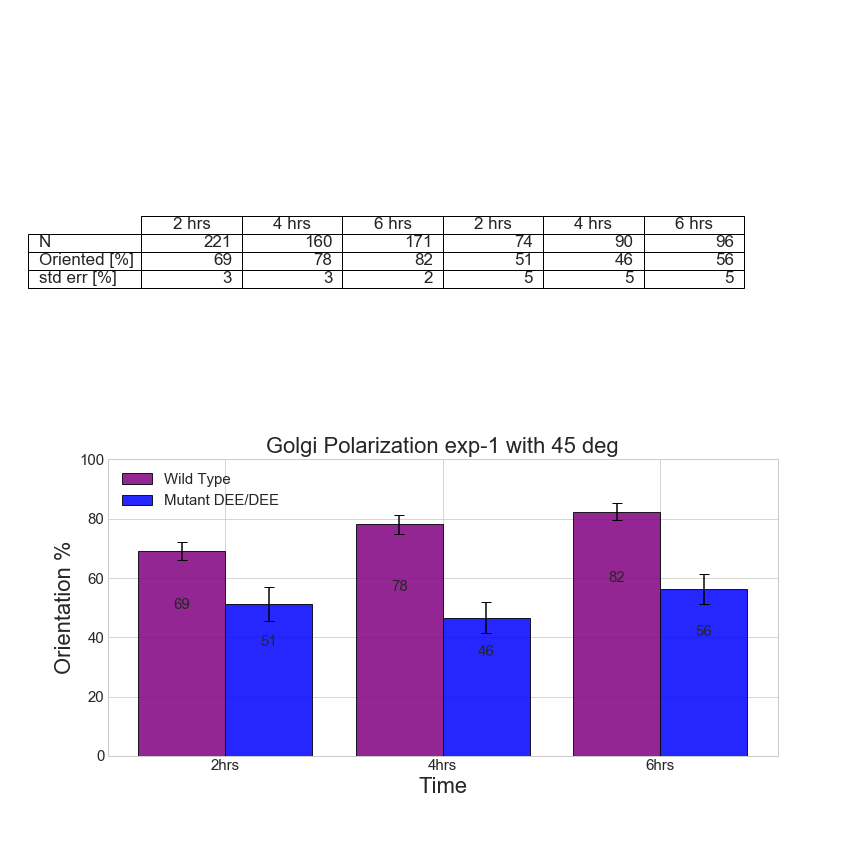 2 hrs 4 hrs 6 hrs 2 hrs 4 hrs 6 hrs
N 221 160 171 74 90 96
Oriented [%] 69 78 82 51 46 56
std err [%] 3 3 2 5 5 5
Golgi Polarization exp-1 with 45 deg
100
80
60
40
20
0
Orientation %
Wild Type
Mutant DEE/DEE
69
51
78
46
82
56
2hrs 4hrs 6hrs
Time